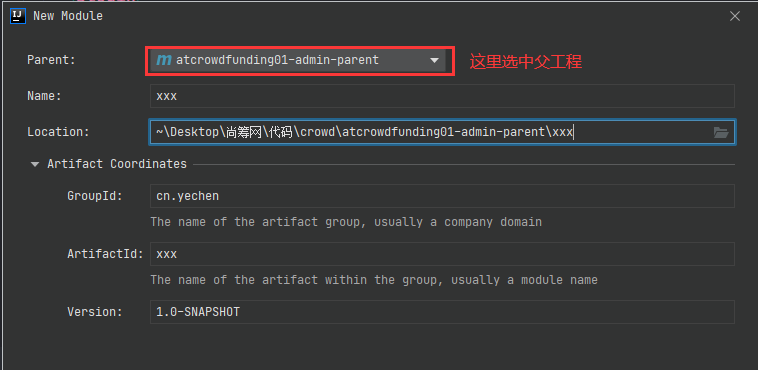 New Module
Parent: m atcrowdfunding01-admin-parent 这里选中父工程
Name: xxx
Location: ~\Desktop\尚筹网\代码\crowd\atcrowdfunding01-admin-parent\xxx
Artifact Coordinates
GroupId: cn.yechen
The name of the artifact group, usually a company domain
ArtifactId: xxx
The name of the artifact within the group, usually a module name
Version: 1.0-SNAPSHOT